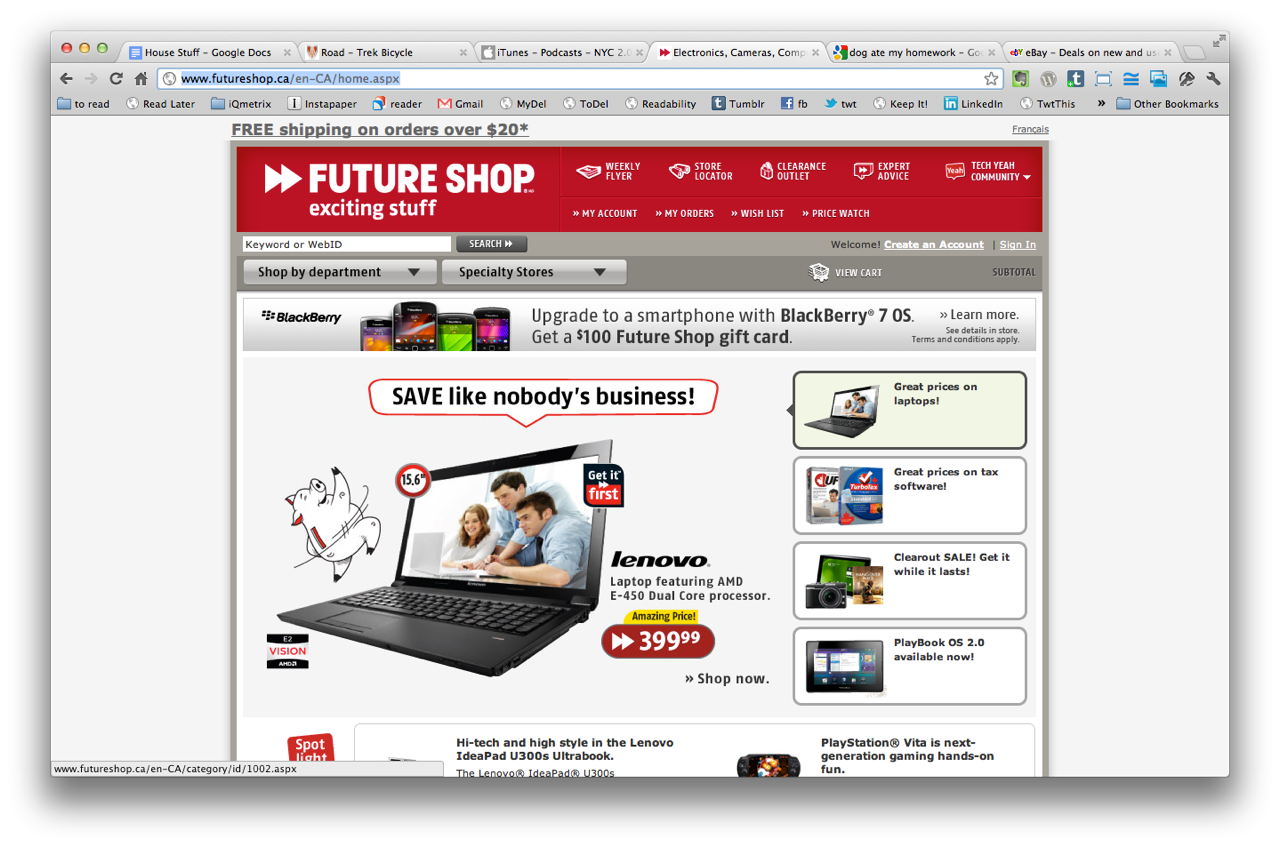 House Stuff – Google Docs
Road – Trek Bicycle
iTunes – Podcasts – NYC 2.0
Electronics, Cameras, Comp
dog ate my homework – Go
eBay – Deals on new and us
www.futureshop.ca/en-CA/home.aspx
to read
Read Later
iQmetrix
Instapaper
reader
Gmail
MyDel
ToDel
Readability
Tumblr
fb
twt
Keep It!
LinkedIn
TwtThis
»
Other Bookmarks
FREE shipping on orders over $20*
Francais
FUTURE SHOP
exciting stuff
WEEKLY
FLYER
STORE
LOCATOR
CLEARANCE
OUTLET
EXPERT
ADVICE
Yeah
TECH YEAH
COMMUNITY
» MY ACCOUNT
» MY ORDERS
» WISH LIST
» PRICE WATCH
Keyword or WebID
SEARCH
Welcome! Create an Account | Sign In
Shop by department
Specialty Stores
VIEW CART
SUBTOTAL
BlackBerry
Upgrade to a smartphone with BlackBerry® 7 OS.
Get a $100 Future Shop gift card.
» Learn more.
See details in store.
Terms and conditions apply.
SAVE like nobody's business!
15.6"
Get it
first
lenovo
Laptop featuring AMD
E-450 Dual Core processor.
Amazing Price!
399 99
E2
VISION
AMD
» Shop now.
Great prices on
laptops!
Great prices on tax
software!
UF
TurboTax
Clearout SALE! Get it
while it lasts!
PlayBook OS 2.0
available now!
Spot
light
Hi-tech and high style in the Lenovo
IdeaPad U300s Ultrabook.
The Lenovo® IdeaPad® U300s
PlayStation® Vita is next-
generation gaming hands-on
fun.
www.futureshop.ca/en-CA/category/id/1002.aspx